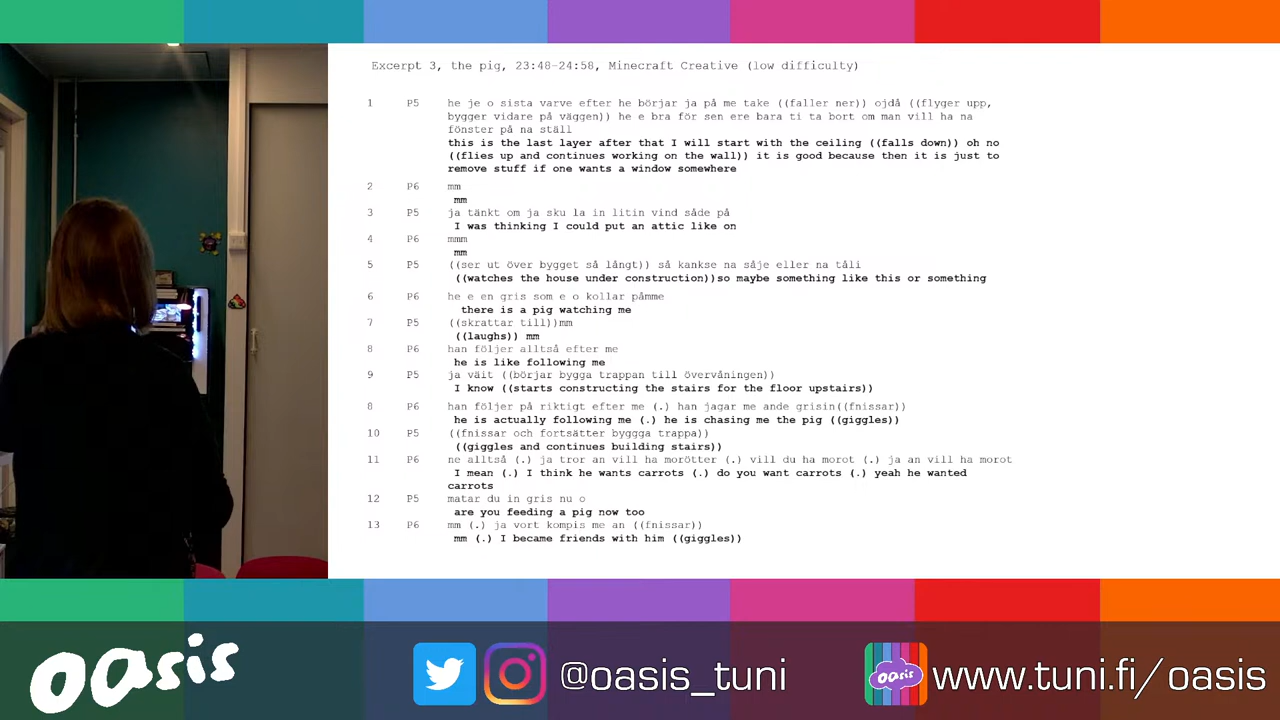 Excerpt 3, the pig, 23:48-24:58, Minecraft Creative (low difficulty)
1 P5 he je o sista varve efter he börjar ja på me take ((faller ner)) ojdå ((flyger upp,
bygger vidare på väggen)) he e bra för sen ere bara ti ta bort om man vill ha na
fönster på na ställ
this is the last layer after that I will start with the ceiling ((falls down)) oh no
((flies up and continues working on the wall)) it is good because then it is just to
remove stuff if one wants a window somewhere
2 P6 mm
mm
3 P5 ja tänkt om ja sku la in litin vind såde på
I was thinking I could put an attic like on
4 P6 mmm
mm
5 P5 ((ser ut över bygget så långt)) så kankse na såje eller na tåli
((watches the house under construction))so maybe something like this or something
6 P6 he e en gris som e o kollar påmme
there is a pig watching me
7 P5 ((skrattar till))mm
((laughs)) mm
8 P6 han följer alltså efter me
he is like following me
9 P5 ja väit ((börjar bygga trappan till övervåningen))
I know ((starts constructing the stairs for the floor upstairs))
8 P6 han följer på riktigt efter me (.) han jagar me ande grisin((fnissar))
he is actually following me (.) he is chasing me the pig ((giggles))
10 P5 ((fnissar och fortsätter byggga trappa))
((giggles and continues building stairs))
11 P6 ne alltså (.) ja tror an vill ha morötter (.) vill du ha morot (.) ja an vill ha morot
I mean (.) I think he wants carrots (.) do you want carrots (.) yeah he wanted
carrots
12 P5 matar du in gris nu o
are you feeding a pig now too
13 P6 mm (.) ja vort kompis me an ((fnissar))
mm (.) I became friends with him ((giggles))
oasis
@oasis_tuni
oasis
www.tuni.fi/oasis